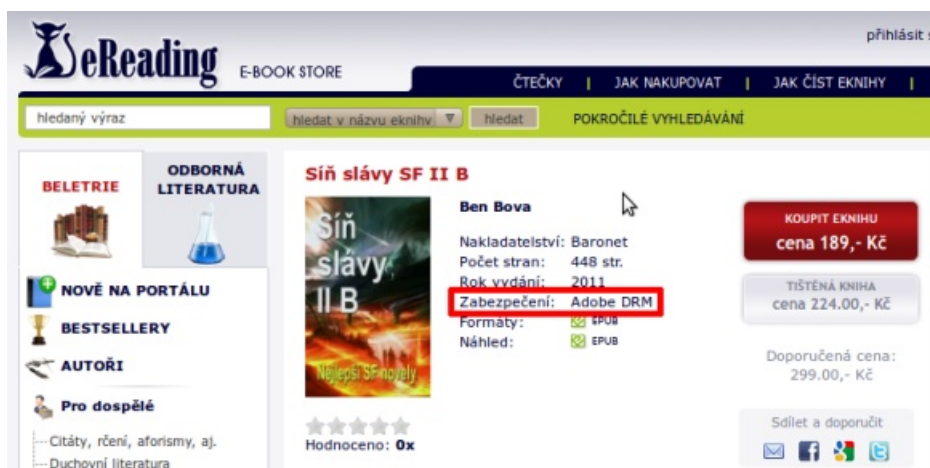 eReading
E-BOOK STORE
přihlásit
ČTEČKY | JAK NAKUPOVAT | JAK ČÍST EKNIHY |
hledaný výraz
hledat v názvu eknihy
hledat
POKROČILÉ VYHLEDÁVÁNÍ
BELETRIE
ODBORNÁ
LITERATURA
NOVĚ NA PORTÁLU
BESTSELLERY
AUTOŘI
Pro dospělé
Citáty, rčení, aforismy, aj.
Duchovní literatura
Síň slávy SF II B
Síň
slávy
II B
Nejlepší SF novely
Hodnoceno: 0x
Ben Bova
Nakladatelství: Baronet
Počet stran: 448 str.
Rok vydání: 2011
Zabezpečení: Adobe DRM
Formáty: EPUB
Náhled: EPUB
KOUPIT EKNIHU
cena 189,- Kč
TIŠTĚNÁ KNIHA
cena 224.00,- Kč
Doporučená cena:
299.00,- Kč
Sdílet a doporučit